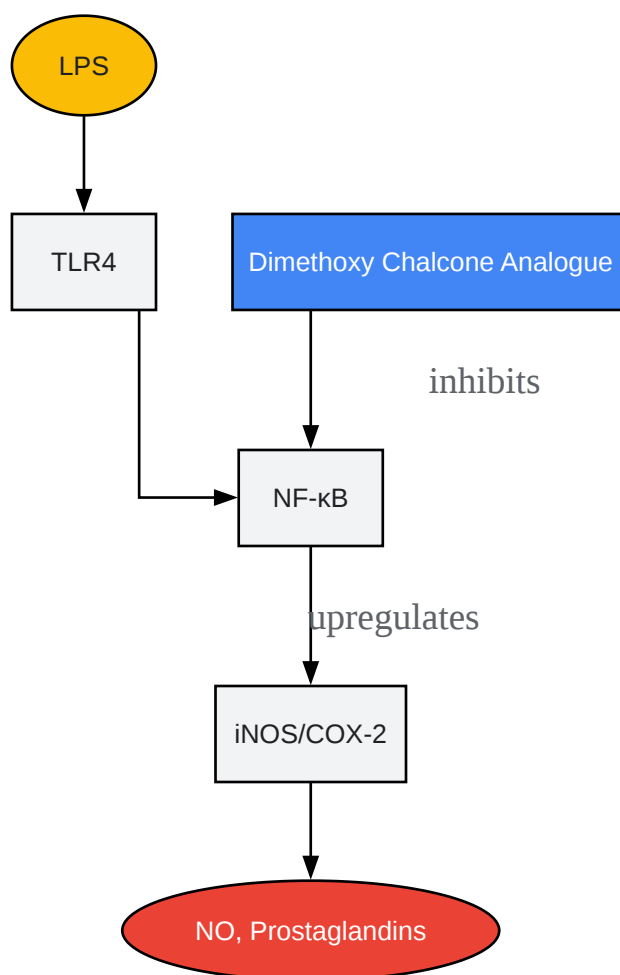 LPS
TLR4
Dimethoxy Chalcone Analogue
inhibits
NF-κB
upregulates
iNOS/COX-2
NO, Prostaglandins